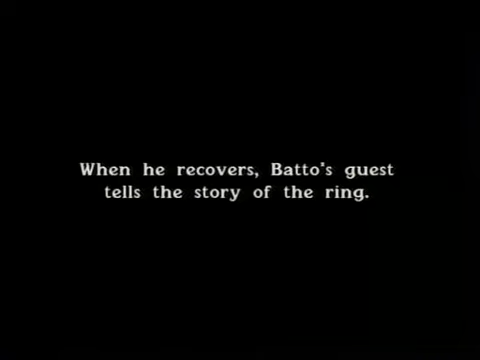 When he recovers, Batto's guest
tells the story of the ring.